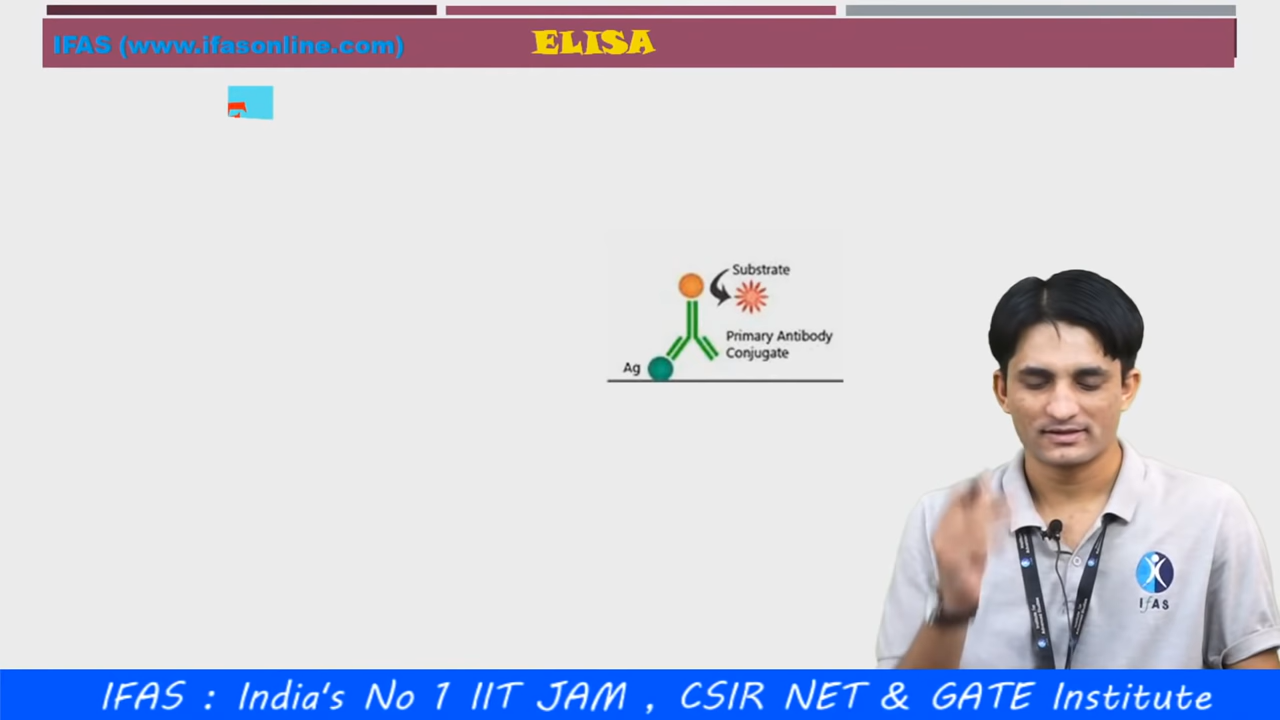 IFAS (www.ifasonline.com)
ELISA
Substrate
Primary Antibody
Conjugate
Ag
IfAS
IFAS : India's No 1 IIT JAM , CSIR NET & GATE Institute